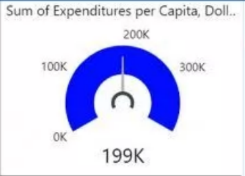 Sum of Expenditures per Capita, Doll..
200K
100K
300K
0K
199K